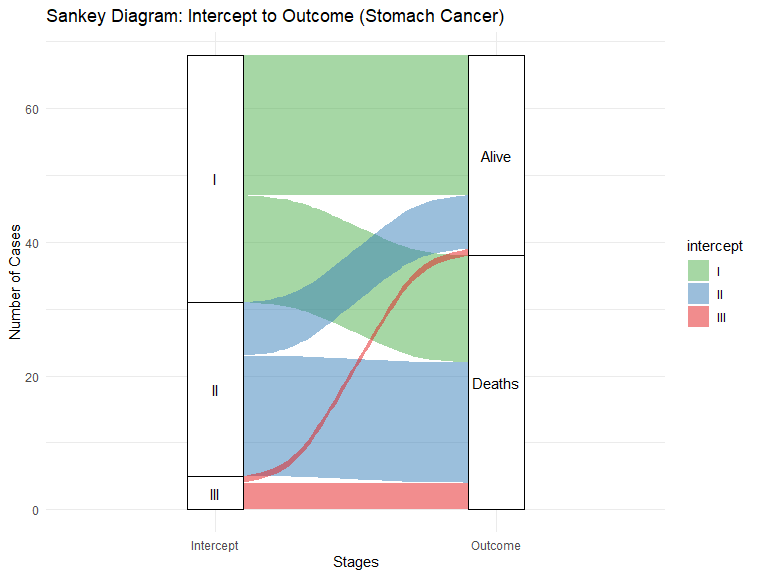 Sankey Diagram: Intercept to Outcome (Stomach Cancer)
Number of Cases
60
40
20
0
I
II
III
Alive
Deaths
Intercept
Outcome
Stages
intercept
I
II
III